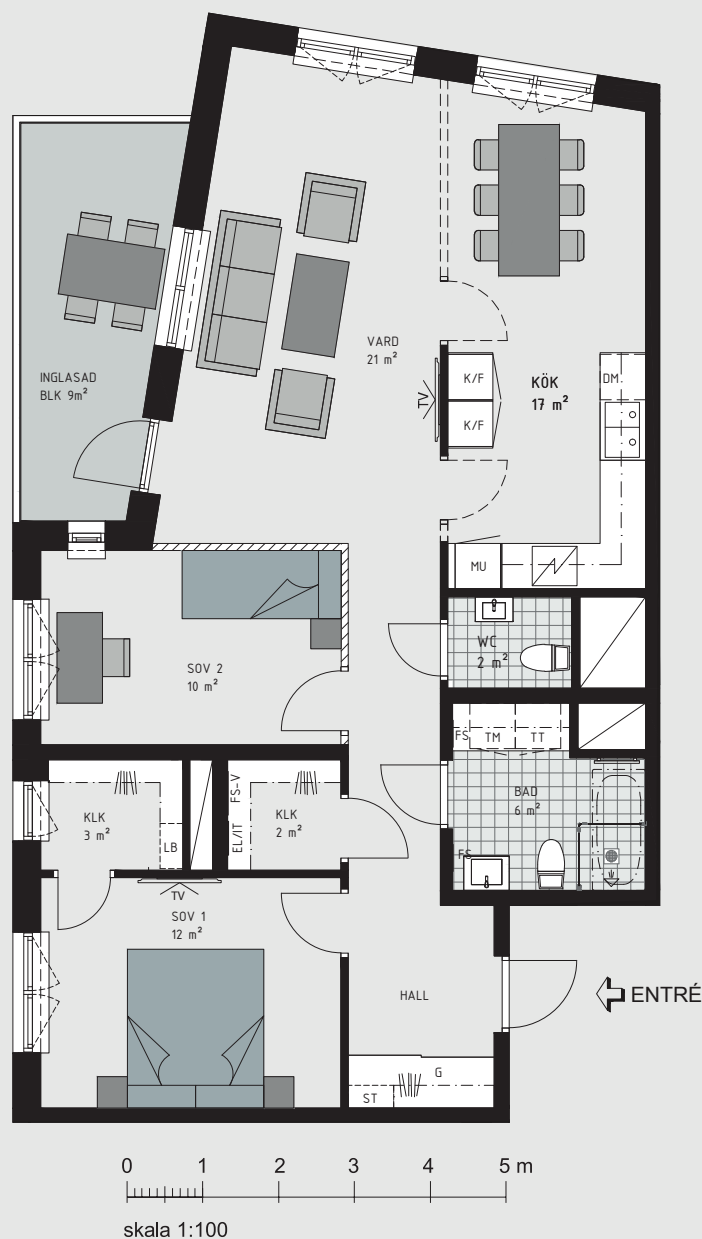 VARD
21 m²
KÖK
17 m²
K/F
K/F
DM
TV
INGLASAD
BLK 9m²
MU
WC
2 m²
SOV 2
10 m²
FS
TM
TT
BAD
6 m²
FS
KLK
3 m²
LB
EL/IT
FS-V
KLK
2 m²
TV
SOV 1
12 m²
HALL
ENTRÉ
G
ST
0 1 2 3 4 5 m
skala 1:100